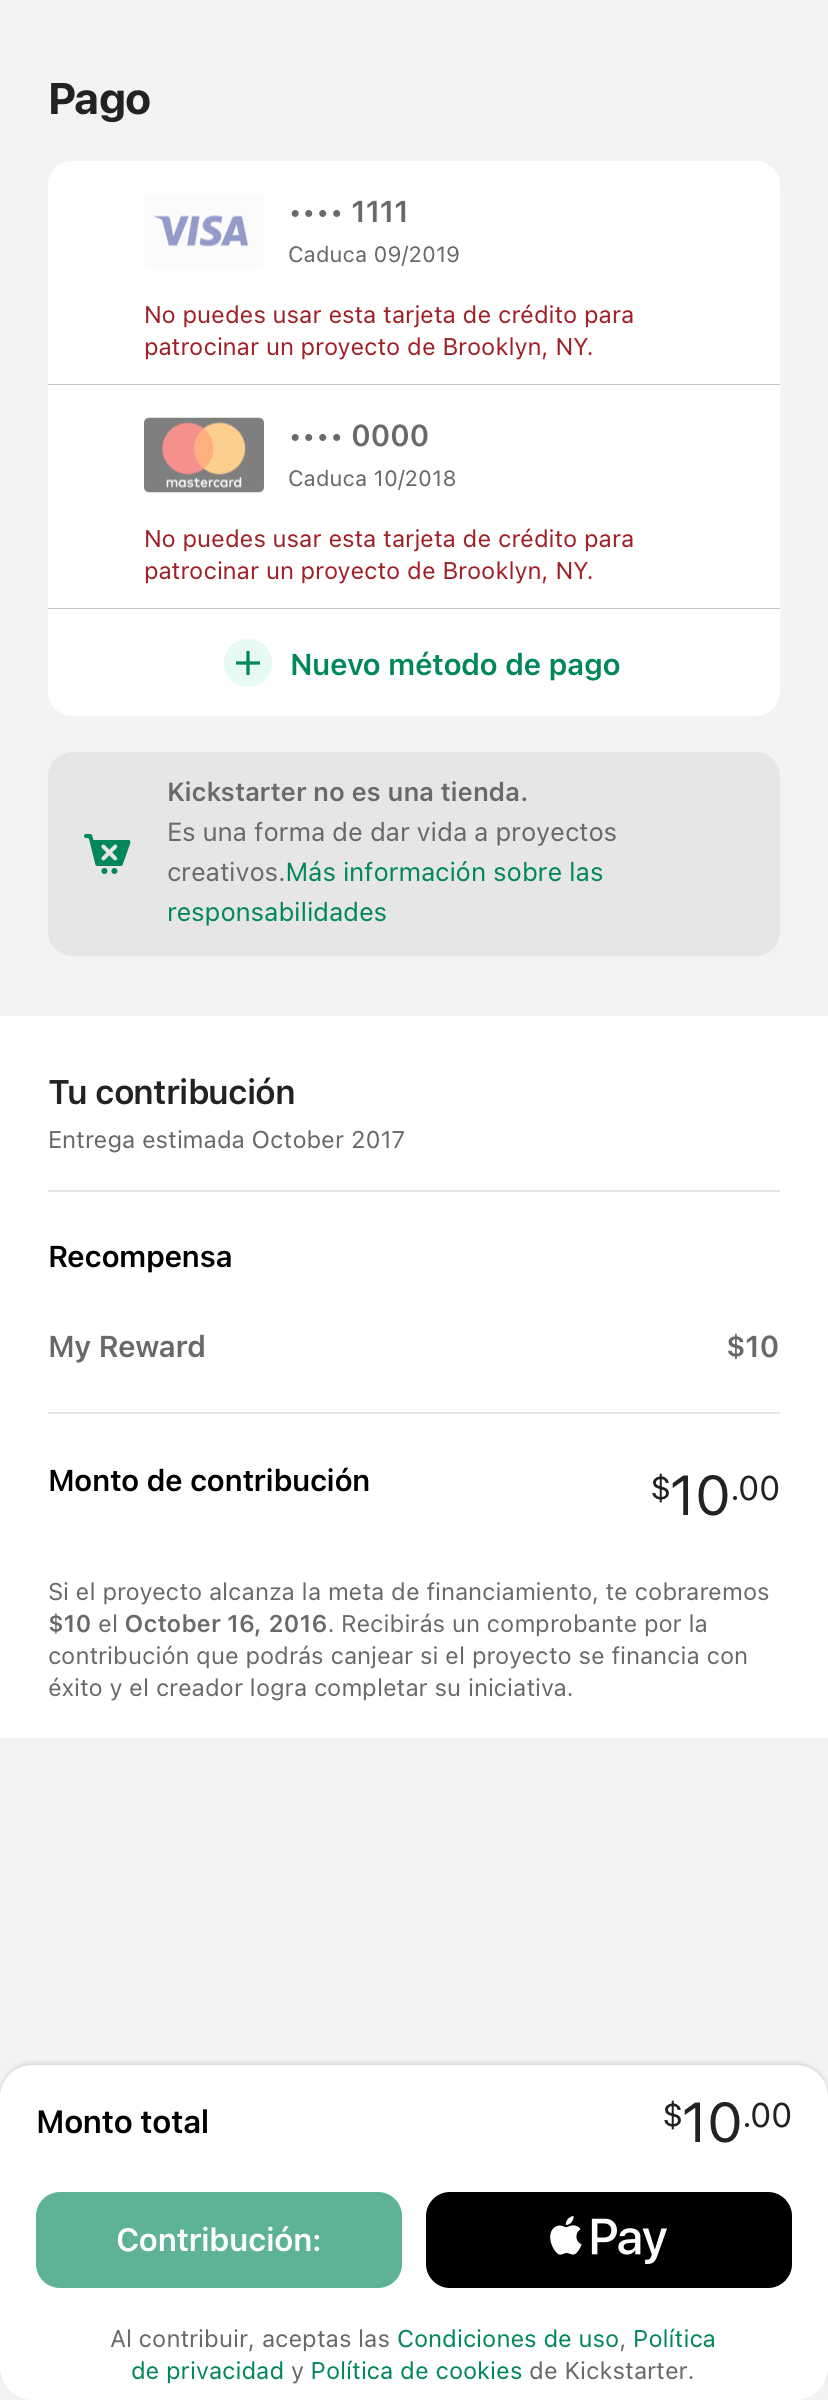 Pago
VISA
•••• 1111
Caduca 09/2019
No puedes usar esta tarjeta de crédito para
patrocinar un proyecto de Brooklyn, NY.
•••• 0000
mastercard
Caduca 10/2018
No puedes usar esta tarjeta de crédito para
patrocinar un proyecto de Brooklyn, NY.
+ Nuevo método de pago
Kickstarter no es una tienda.
Es una forma de dar vida a proyectos
creativos.Más información sobre las
responsabilidades
Tu contribución
Entrega estimada October 2017
Recompensa
My Reward $10
Monto de contribución $10.00
Si el proyecto alcanza la meta de financiamiento, te cobraremos
$10 el October 16, 2016. Recibirás un comprobante por la
contribución que podrás canjear si el proyecto se financia con
éxito y el creador logra completar su iniciativa.
Monto total $10.00
Contribución: Pay
Al contribuir, aceptas las Condiciones de uso, Política
de privacidad y Política de cookies de Kickstarter.